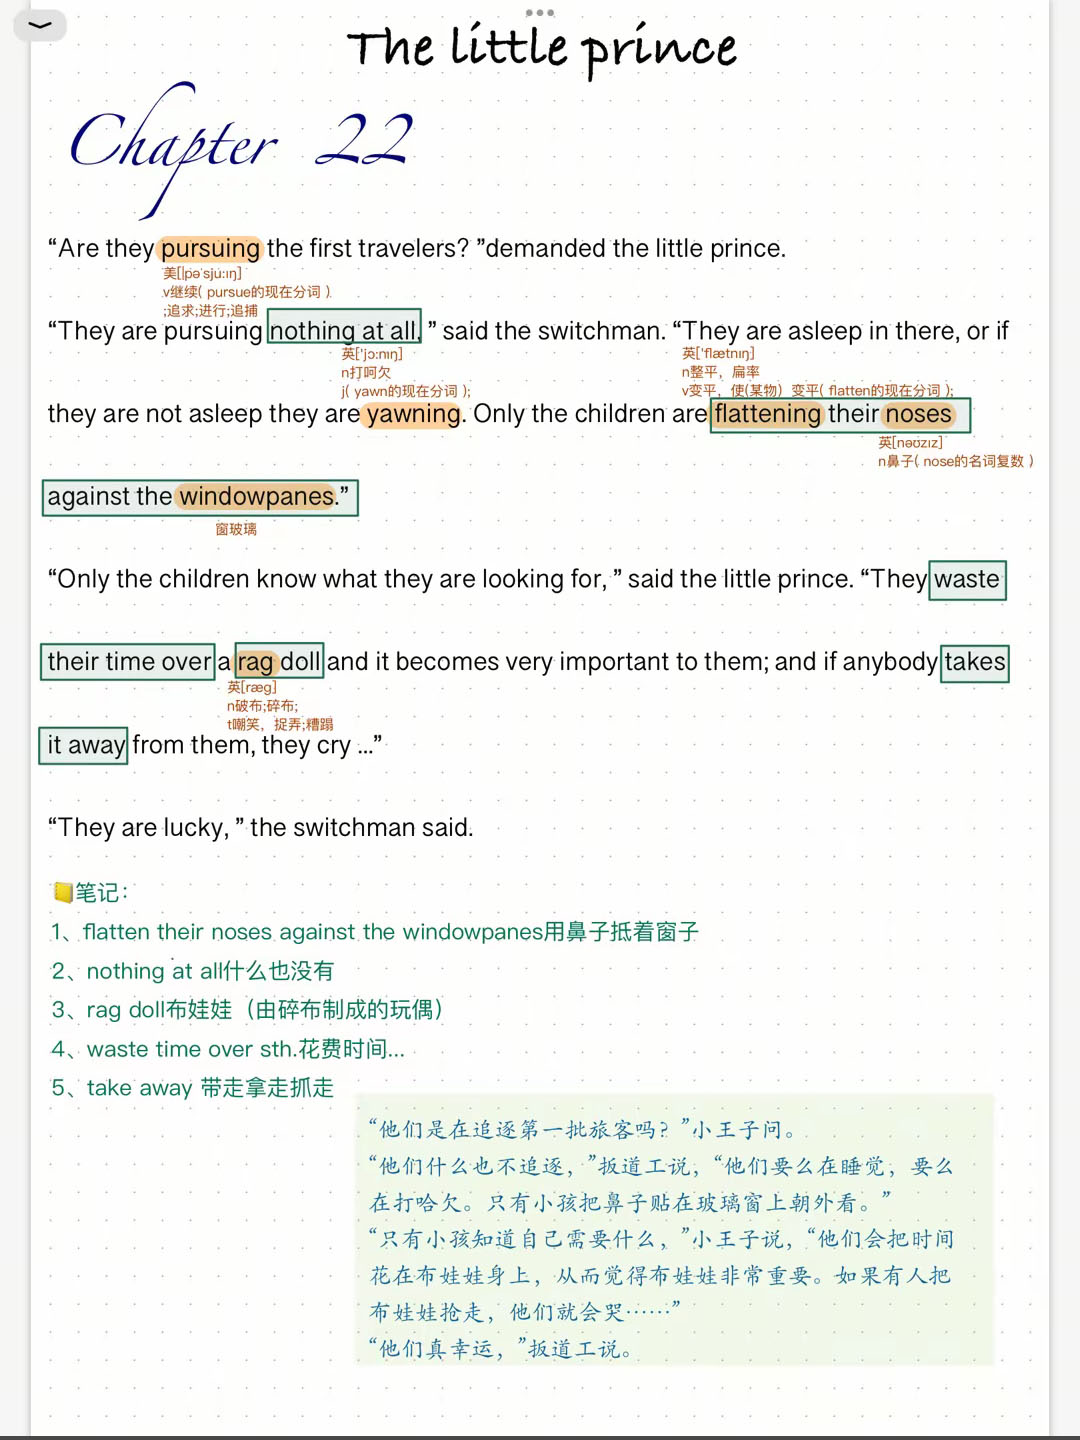 The little prince
Chapter 22
“Are they pursuing the first travelers? ”demanded the little prince.
美[|pəˈsjuːɪŋ]
v继续( pursue的现在分词 )
;追求;进行;追捕
“They are pursuing nothing at all, ” said the switchman. “They are asleep in there, or if
英['jɔːnɪŋ]
n打呵欠
j( yawn的现在分词 );
英['flætnɪŋ]
n整平，扁率
v变平，使(某物）变平( flatten的现在分词 );
they are not asleep they are yawning. Only the children are flattening their noses
英[nəʊzɪz]
n鼻子( nose的名词复数 )
against the windowpanes.”
窗玻璃
“Only the children know what they are looking for, ” said the little prince. “They waste
their time over a rag doll and it becomes very important to them; and if anybody takes
英[ræg]
n破布;碎布;
t嘲笑，捉弄;糟蹋
it away from them, they cry ...”
“They are lucky, ” the switchman said.
📒笔记：
1、flatten their noses against the windowpanes用鼻子抵着窗子
2、nothing at all什么也没有
3、rag doll布娃娃（由碎布制成的玩偶）
4、waste time over sth.花费时间...
5、take away 带走拿走抓走
“他们是在追逐第一批旅客吗？”小王子问。
“他们什么也不追逐，”扳道工说，“他们要么在睡觉，要么
在打哈欠。只有小孩把鼻子贴在玻璃窗上朝外看。”
“只有小孩知道自己需要什么，”小王子说，“他们会把时间
花在布娃娃身上，从而觉得布娃娃非常重要。如果有人把
布娃娃抢走，他们就会哭……”
“他们真幸运，”扳道工说。